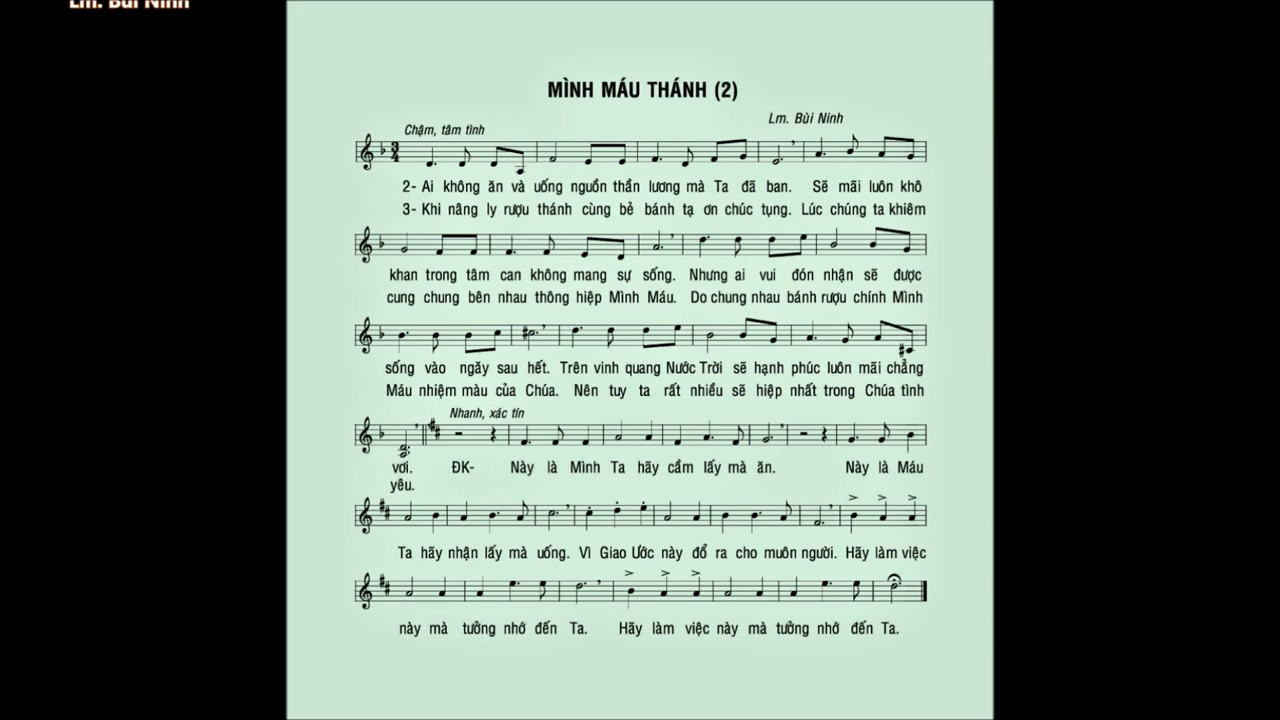 Lm. Bùi Ninh
MÌNH MÁU THÁNH (2)
Lm. Bùi Ninh
Chậm, tâm tình
2- Ai không ăn và uống nguồn thần lương mà Ta đã ban. Sẽ mãi luôn khô
3- Khi nâng ly rượu thánh cùng bẻ bánh tạ ơn chúc tụng. Lúc chúng ta khiêm
khan trong tâm can không mang sự sống. Nhưng ai vui đón nhận sẽ được
cung chung bên nhau thông hiệp Mình Máu. Do chung nhau bánh rượu chính Mình
sống vào ngăy sau hết. Trên vinh quang Nước Trời sẽ hạnh phúc luôn mãi chẳng
Máu nhiệm màu của Chúa. Nên tuy ta rất nhiều sẽ hiệp nhất trong Chúa tình
Nhanh, xác tín
vơi. ĐK- Này là Mình Ta hãy cầm lấy mà ăn. Này là Máu
yêu.
Ta hãy nhận lấy mà uống. Vì Giao Ước này đổ ra cho muôn người. Hãy làm việc
này mà tưởng nhớ đến Ta. Hãy làm việc này mà tưởng nhớ đến Ta.